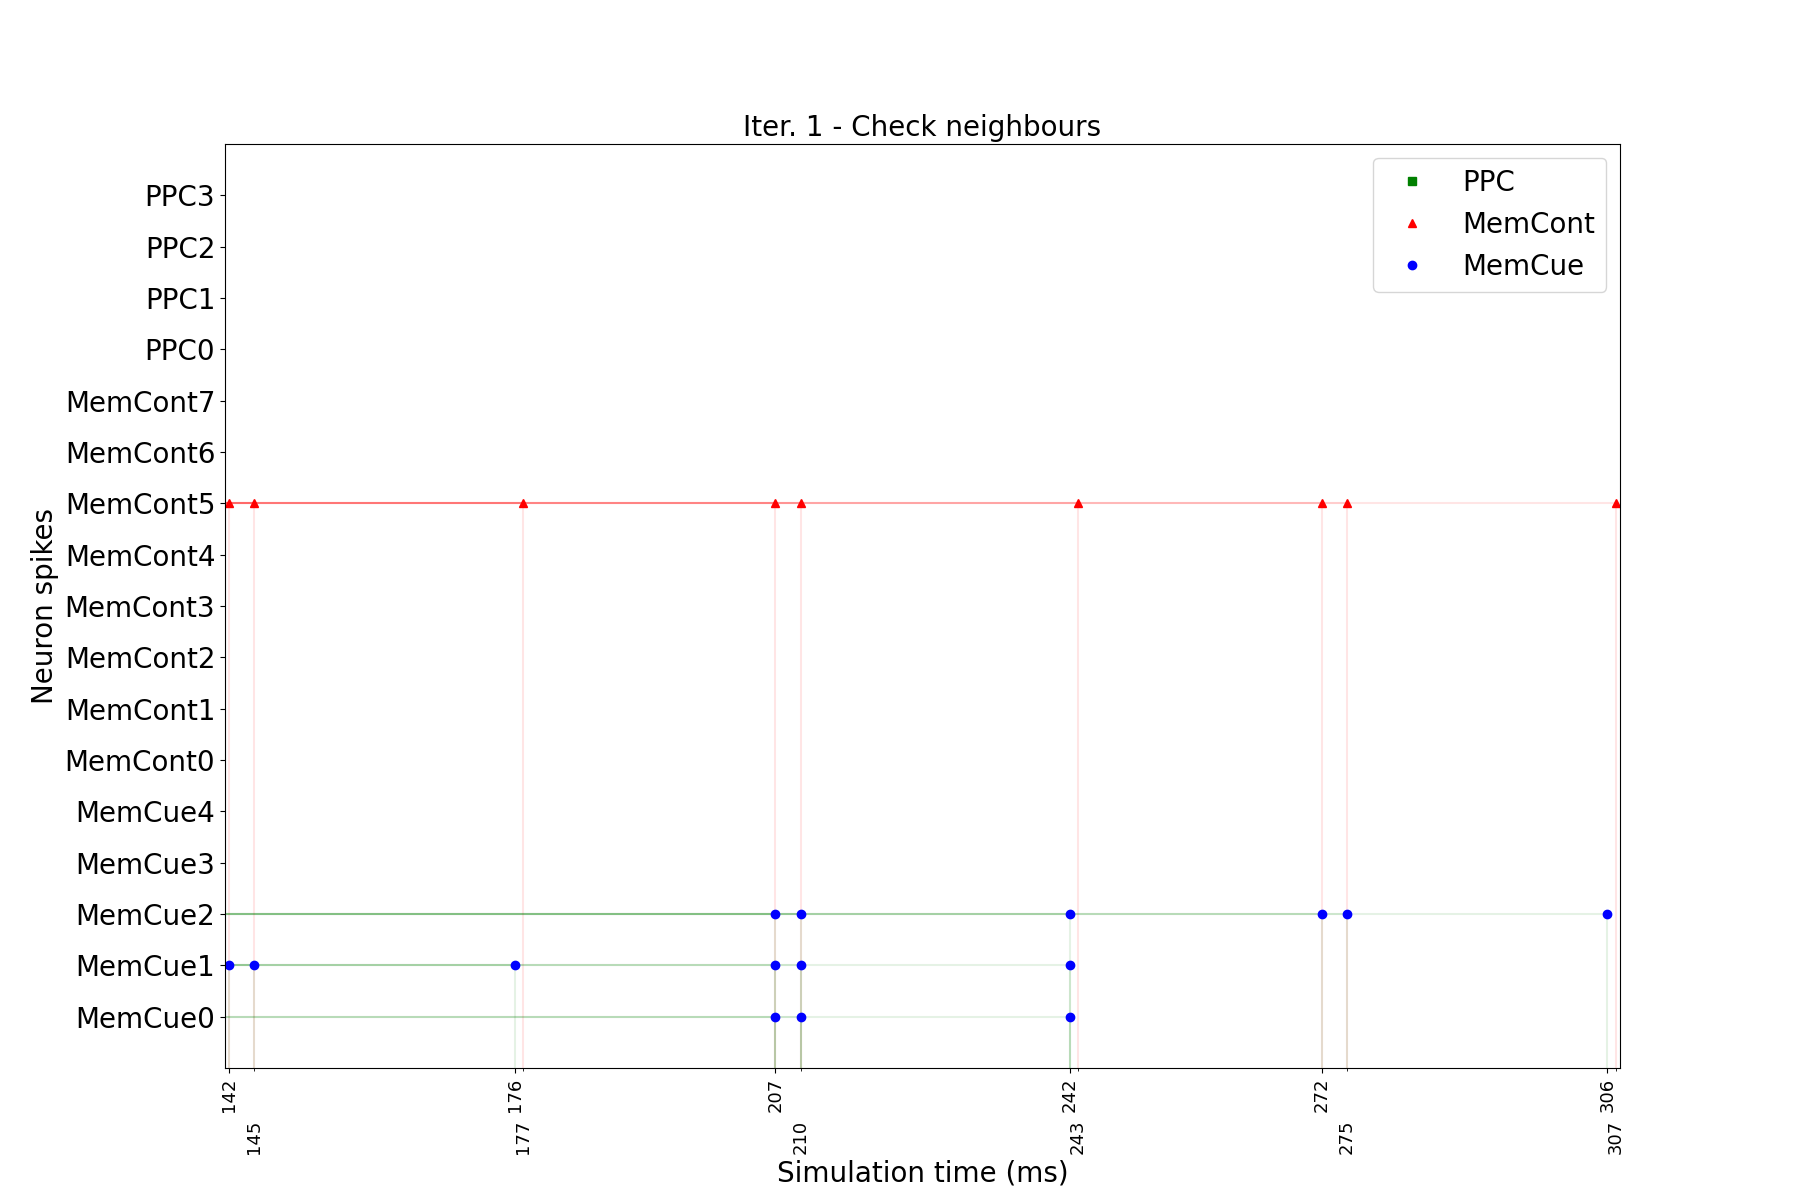 Iter. 1 - Check neighbours
PPC
MemCont
MemCue
PPC3
PPC2
PPC1
PPC0
MemCont7
MemCont6
MemCont5
MemCont4
MemCont3
MemCont2
MemCont1
MemCont0
MemCue4
MemCue3
MemCue2
MemCue1
MemCue0
Neuron spikes
142 176 207 242 272 306
145 177 210 243 275 307
Simulation time (ms)